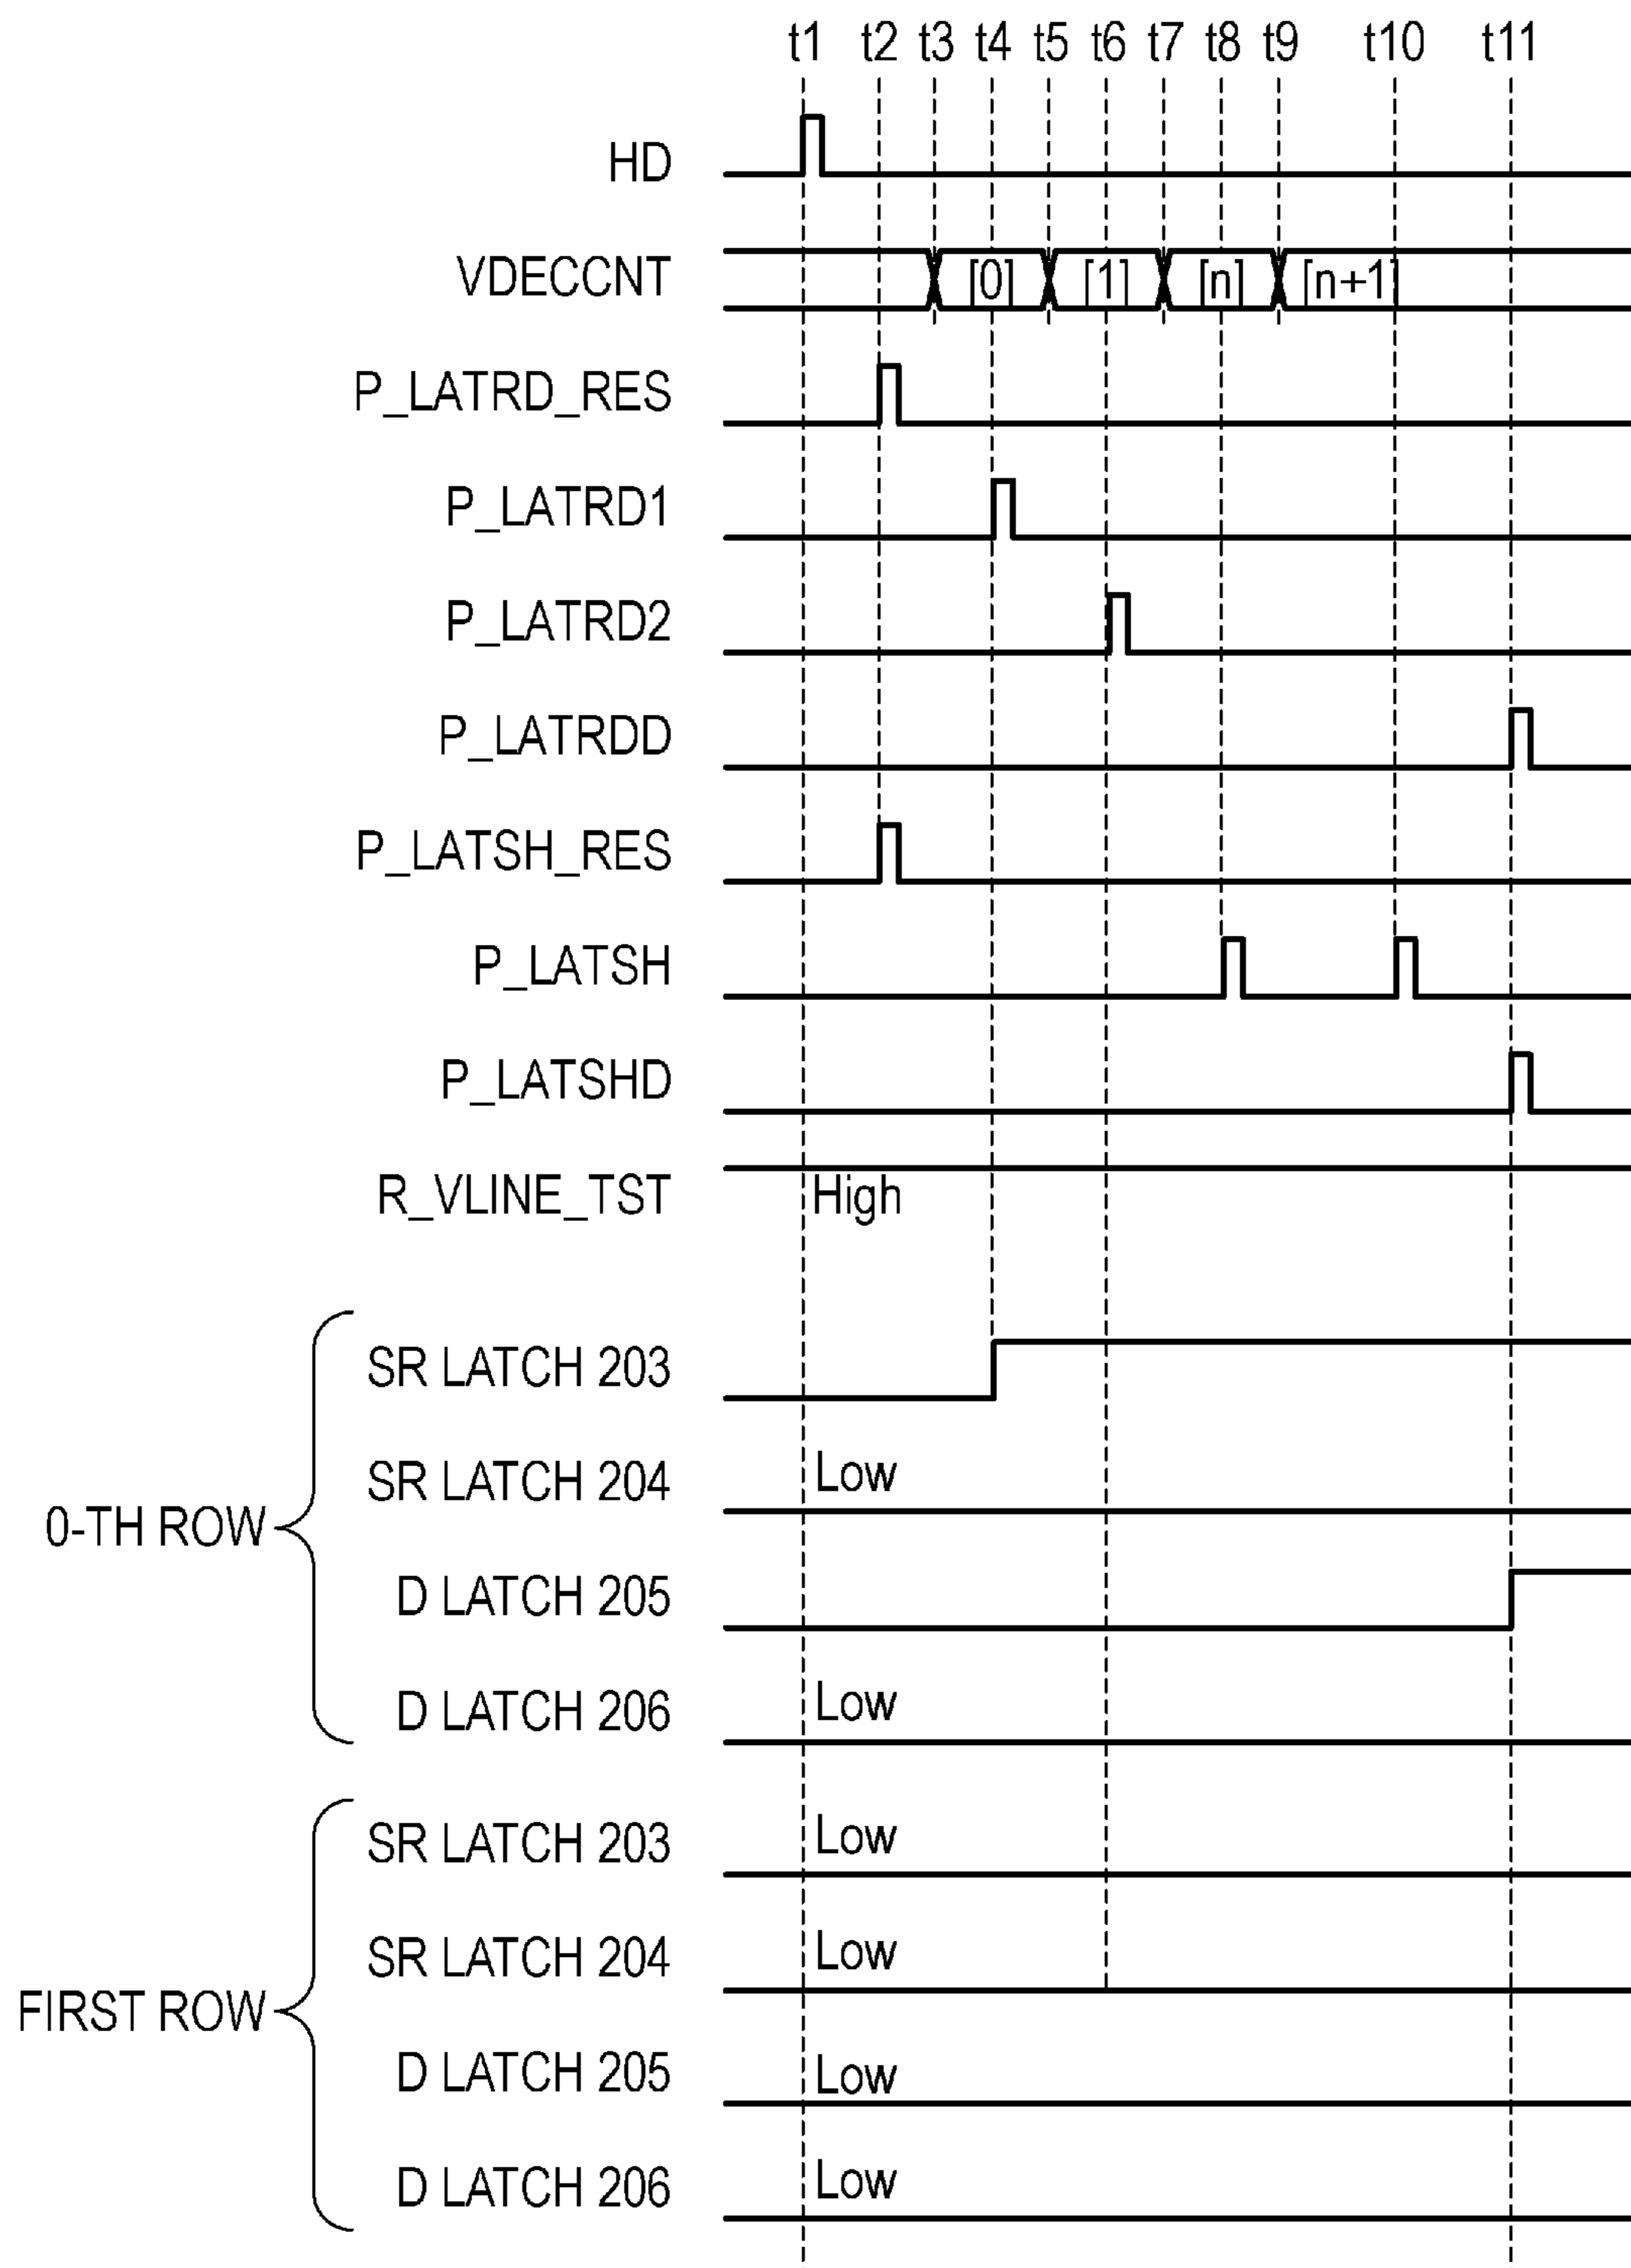 t1 t2 t3 t4 t5 t6 t7 t8 t9 t10 t11
HD
VDECCNT [0] [1] [n] [n+1]
P_LATRD_RES
P_LATRD1
P_LATRD2
P_LATRDD
P_LATSH_RES
P_LATSH
P_LATSHD
R_VLINE_TST High
0-TH ROW
SR LATCH 203
SR LATCH 204 Low
D LATCH 205
D LATCH 206 Low
FIRST ROW
SR LATCH 203 Low
SR LATCH 204 Low
D LATCH 205 Low
D LATCH 206 Low